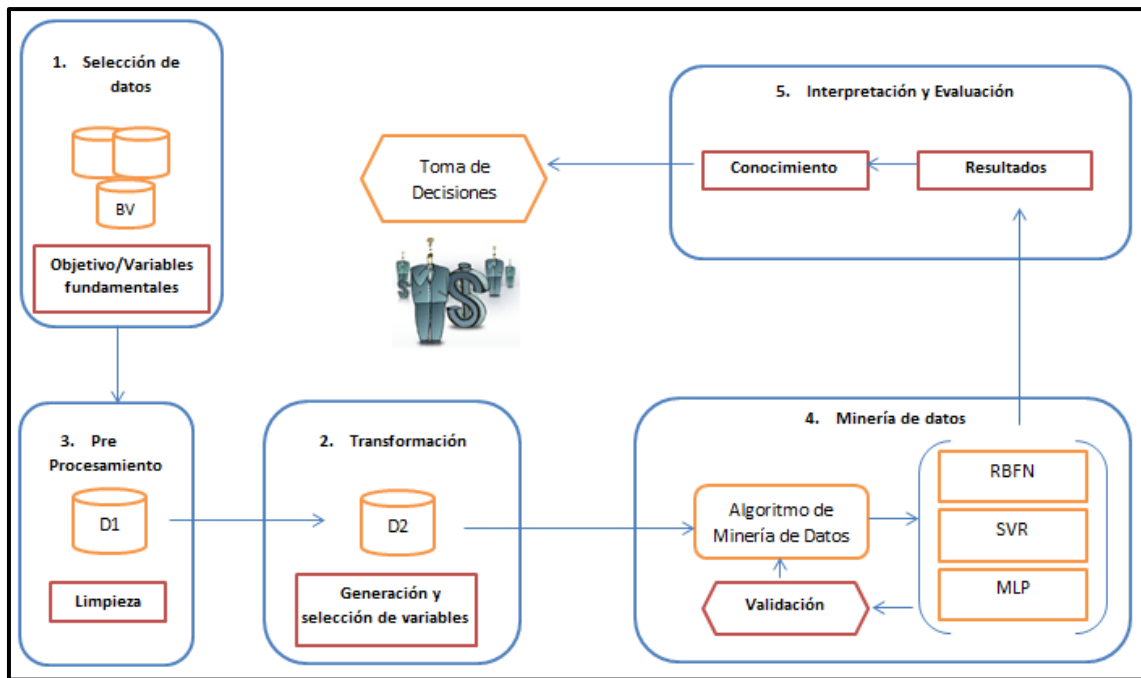 1. Selección de
datos
BV
Objetivo/Variables
fundamentales
5. Interpretación y Evaluación
Toma de
Decisiones
Conocimiento
Resultados
3. Pre
Procesamiento
D1
Limpieza
2. Transformación
D2
Generación y
selección de variables
4. Minería de datos
Algoritmo de
Minería de Datos
Validación
RBFN
SVR
MLP